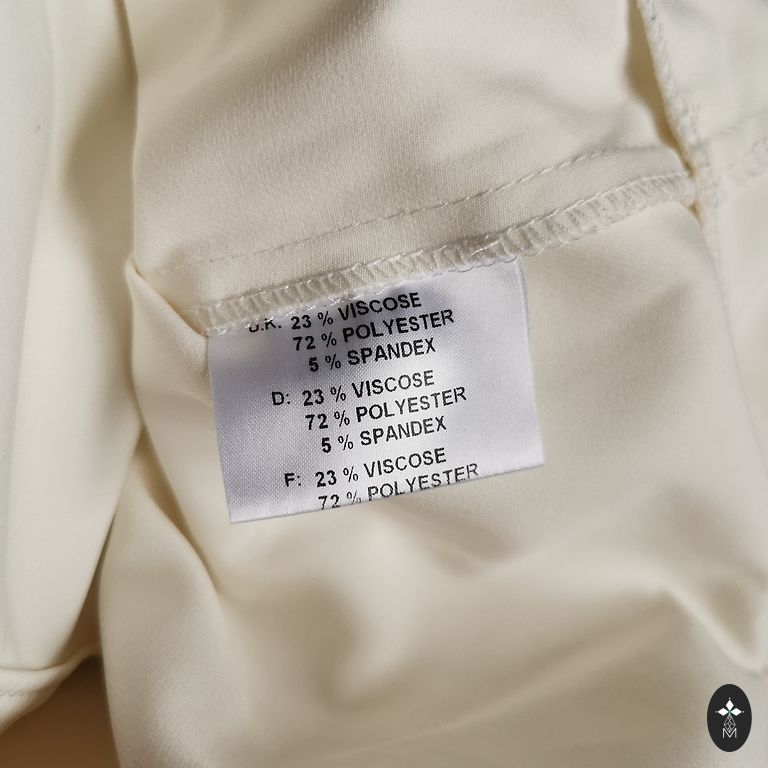 U.K. 23 % VISCOSE
72 % POLYESTER
5 % SPANDEX
D: 23 % VISCOSE
72 % POLYESTER
5 % SPANDEX
F: 23 % VISCOSE
72 % POLYESTER
M